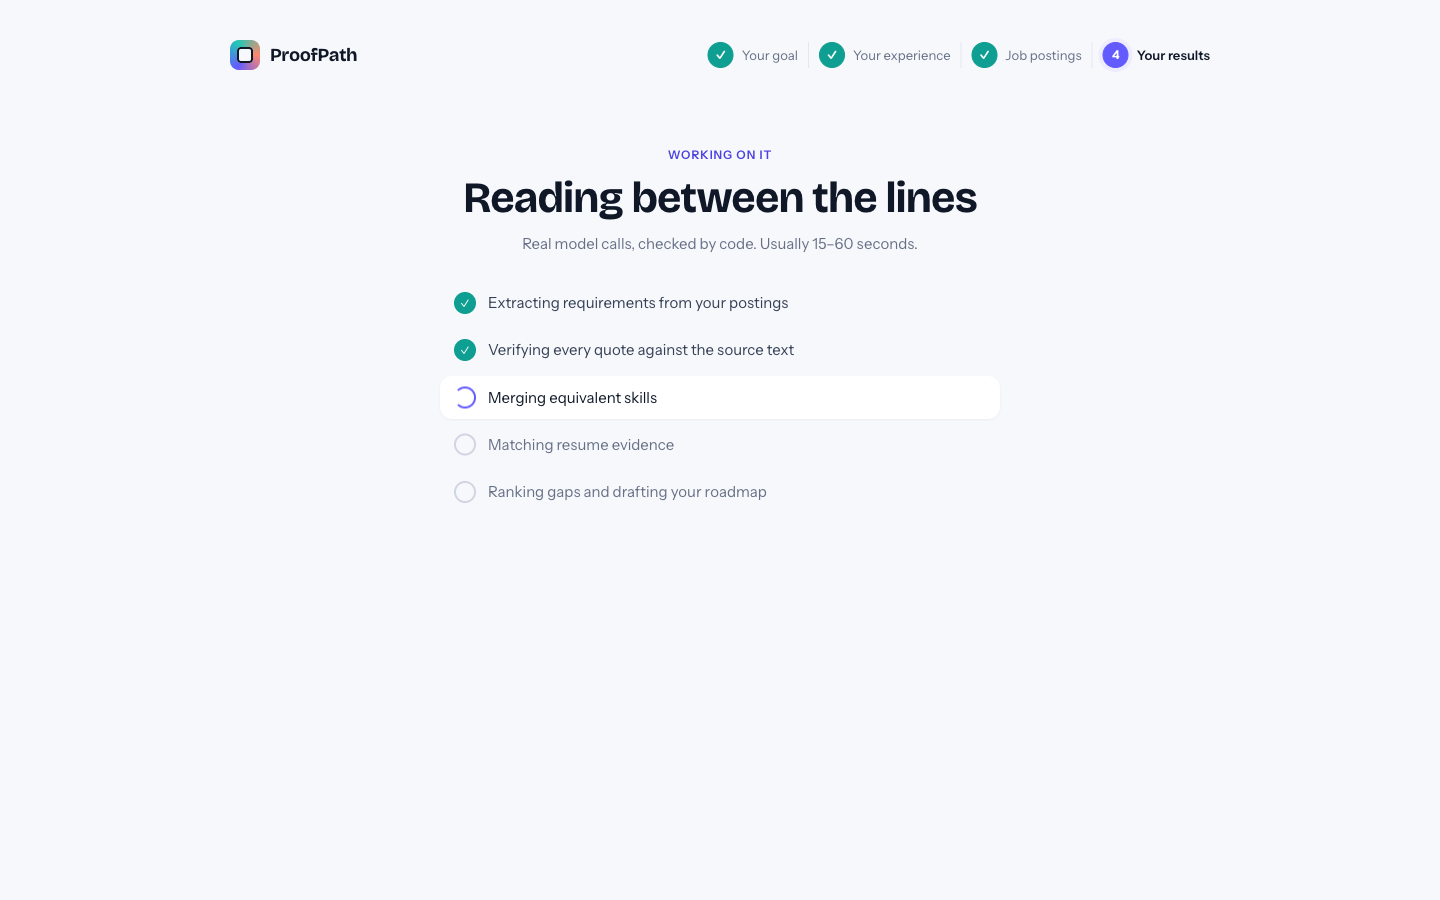 ProofPath
Your goal
Your experience
Job postings
4 Your results
WORKING ON IT
Reading between the lines
Real model calls, checked by code. Usually 15–60 seconds.
Extracting requirements from your postings
Verifying every quote against the source text
Merging equivalent skills
Matching resume evidence
Ranking gaps and drafting your roadmap